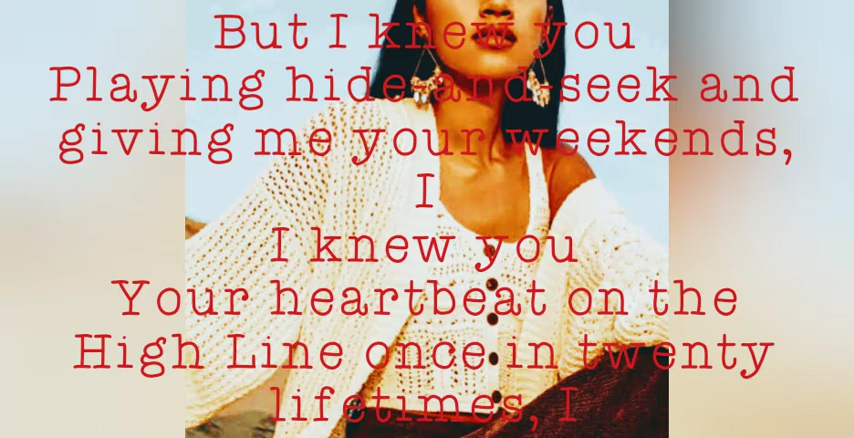 But I knew you
Playing hide-and-seek and
giving me your weekends,
I
I knew you
Your heartbeat on the
High Line once in twenty
lifetimes, I